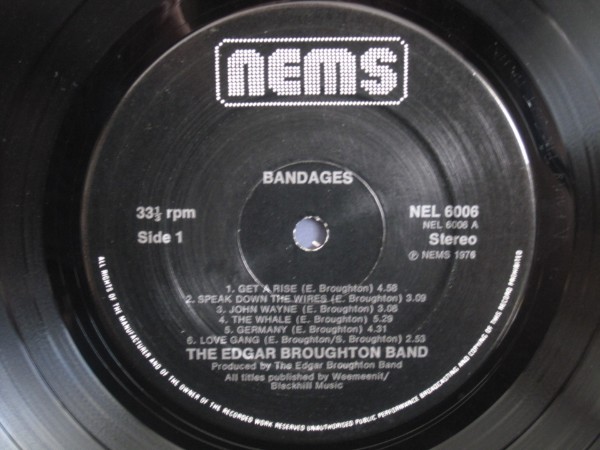 nems
BANDAGES
33⅓ rpm
Side 1
NEL 6006
NEL 6006 A
Stereo
℗ NEMS 1976
1. GET A RISE (E. Broughton) 4.58
2. SPEAK DOWN THE WIRES (E. Broughton) 3.09
3. JOHN WAYNE (E. Broughton) 3.08
4. THE WHALE (E. Broughton) 5.29
5. GERMANY (E. Broughton) 4.31
6. LOVE GANG (E. Broughton/S. Broughton) 2.53
THE EDGAR BROUGHTON BAND
Produced by The Edgar Broughton Band
All titles published by Weemeenit/
Blackhill Music
ALL RIGHTS OF THE MANUFACTURER AND OF THE OWNER OF THE RECORDED WORK RESERVED UNAUTHORISED PUBLIC PERFORMANCE BROADCASTING AND COPYING OF THIS RECORD PROHIBITED